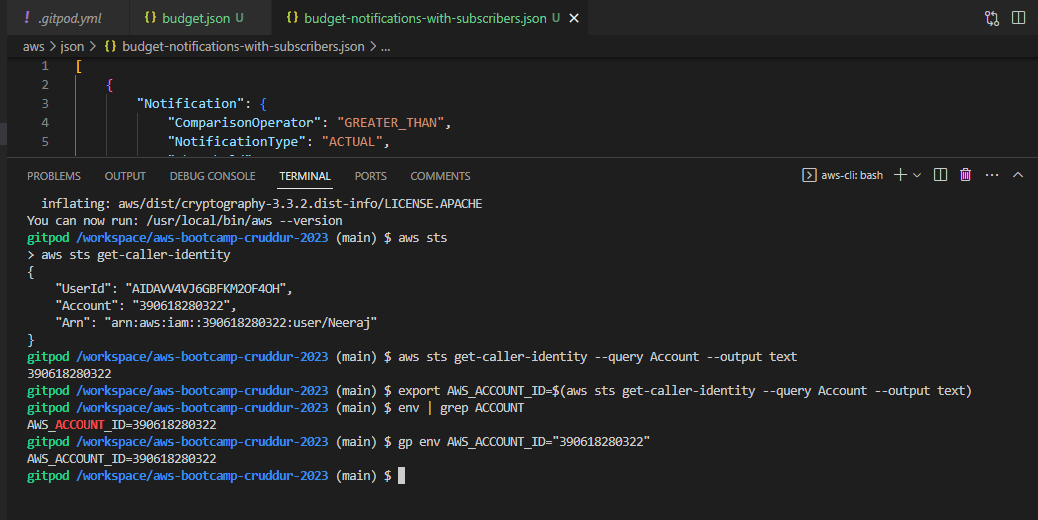 ! .gitpod.yml {} budget.json U {} budget-notifications-with-subscribers.json U ×
aws > json > {} budget-notifications-with-subscribers.json > ...
1 [
2 {
3 "Notification": {
4 "ComparisonOperator": "GREATER_THAN",
5 "NotificationType": "ACTUAL",
PROBLEMS OUTPUT DEBUG CONSOLE TERMINAL PORTS COMMENTS aws-cli: bash
inflating: aws/dist/cryptography-3.3.2.dist-info/LICENSE.APACHE
You can now run: /usr/local/bin/aws --version
gitpod /workspace/aws-bootcamp-cruddur-2023 (main) $ aws sts
> aws sts get-caller-identity
{
"UserId": "AIDAVV4VJ6GBFKM2OF4OH",
"Account": "390618280322",
"Arn": "arn:aws:iam::390618280322:user/Neeraj"
}
gitpod /workspace/aws-bootcamp-cruddur-2023 (main) $ aws sts get-caller-identity --query Account --output text
390618280322
gitpod /workspace/aws-bootcamp-cruddur-2023 (main) $ export AWS_ACCOUNT_ID=$(aws sts get-caller-identity --query Account --output text)
gitpod /workspace/aws-bootcamp-cruddur-2023 (main) $ env | grep ACCOUNT
AWS_ACCOUNT_ID=390618280322
gitpod /workspace/aws-bootcamp-cruddur-2023 (main) $ gp env AWS_ACCOUNT_ID="390618280322"
AWS_ACCOUNT_ID=390618280322
gitpod /workspace/aws-bootcamp-cruddur-2023 (main) $